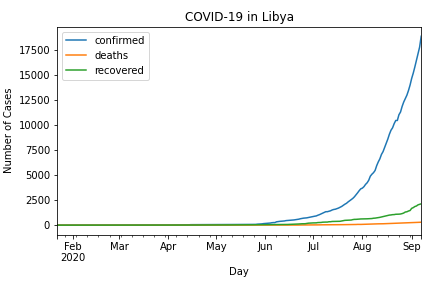 COVID-19 in Libya
confirmed
deaths
recovered
Number of Cases
17500
15000
12500
10000
7500
5000
2500
0
Feb Mar Apr May Jun Jul Aug Sep
2020
Day